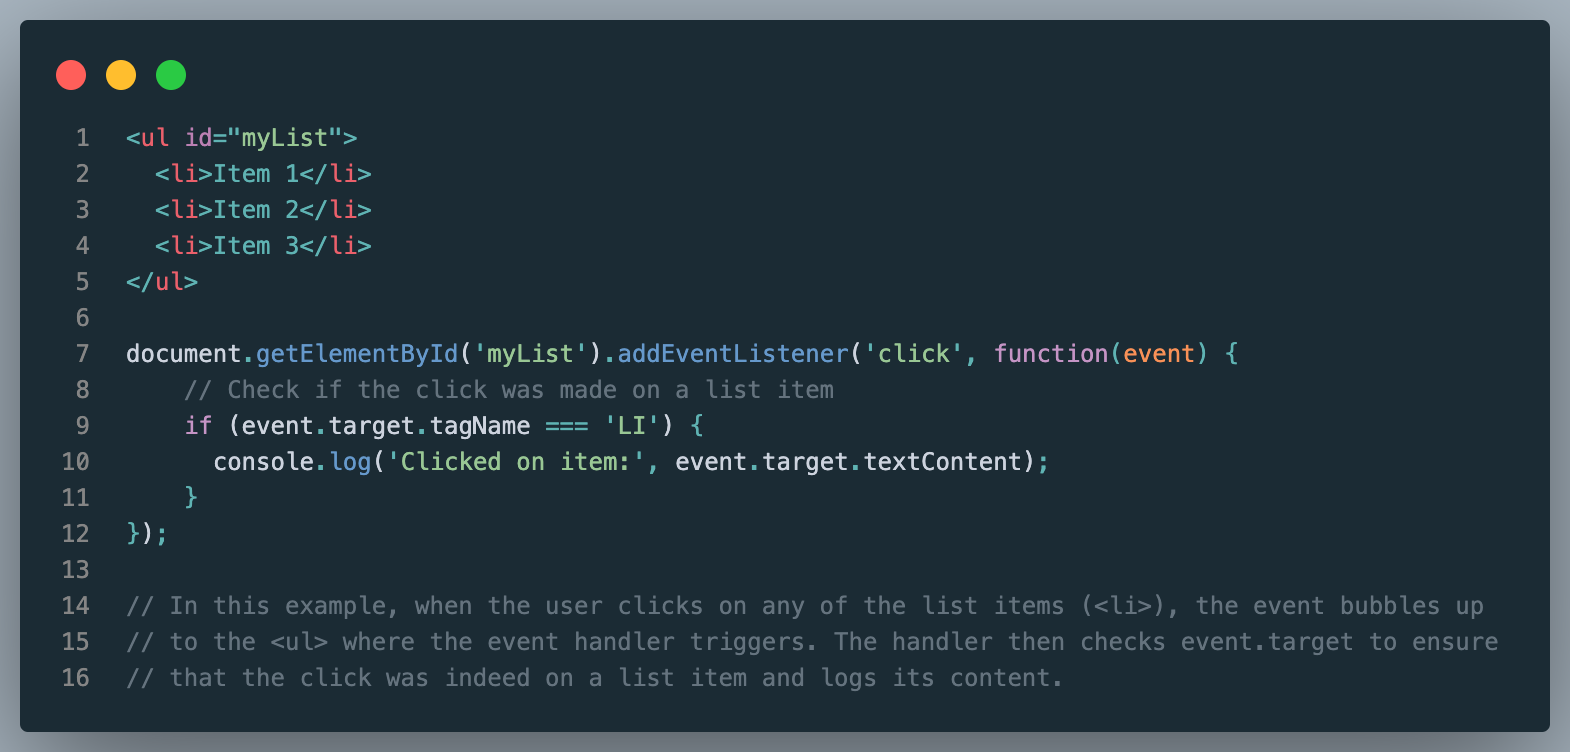 1 <ul id="myList">
2   <li>Item 1</li>
3   <li>Item 2</li>
4   <li>Item 3</li>
5 </ul>
6
7 document.getElementById('myList').addEventListener('click', function(event) {
8     // Check if the click was made on a list item
9     if (event.target.tagName === 'LI') {
10       console.log('Clicked on item:', event.target.textContent);
11     }
12 });
13
14 // In this example, when the user clicks on any of the list items (<li>), the event bubbles up
15 // to the <ul> where the event handler triggers. The handler then checks event.target to ensure
16 // that the click was indeed on a list item and logs its content.